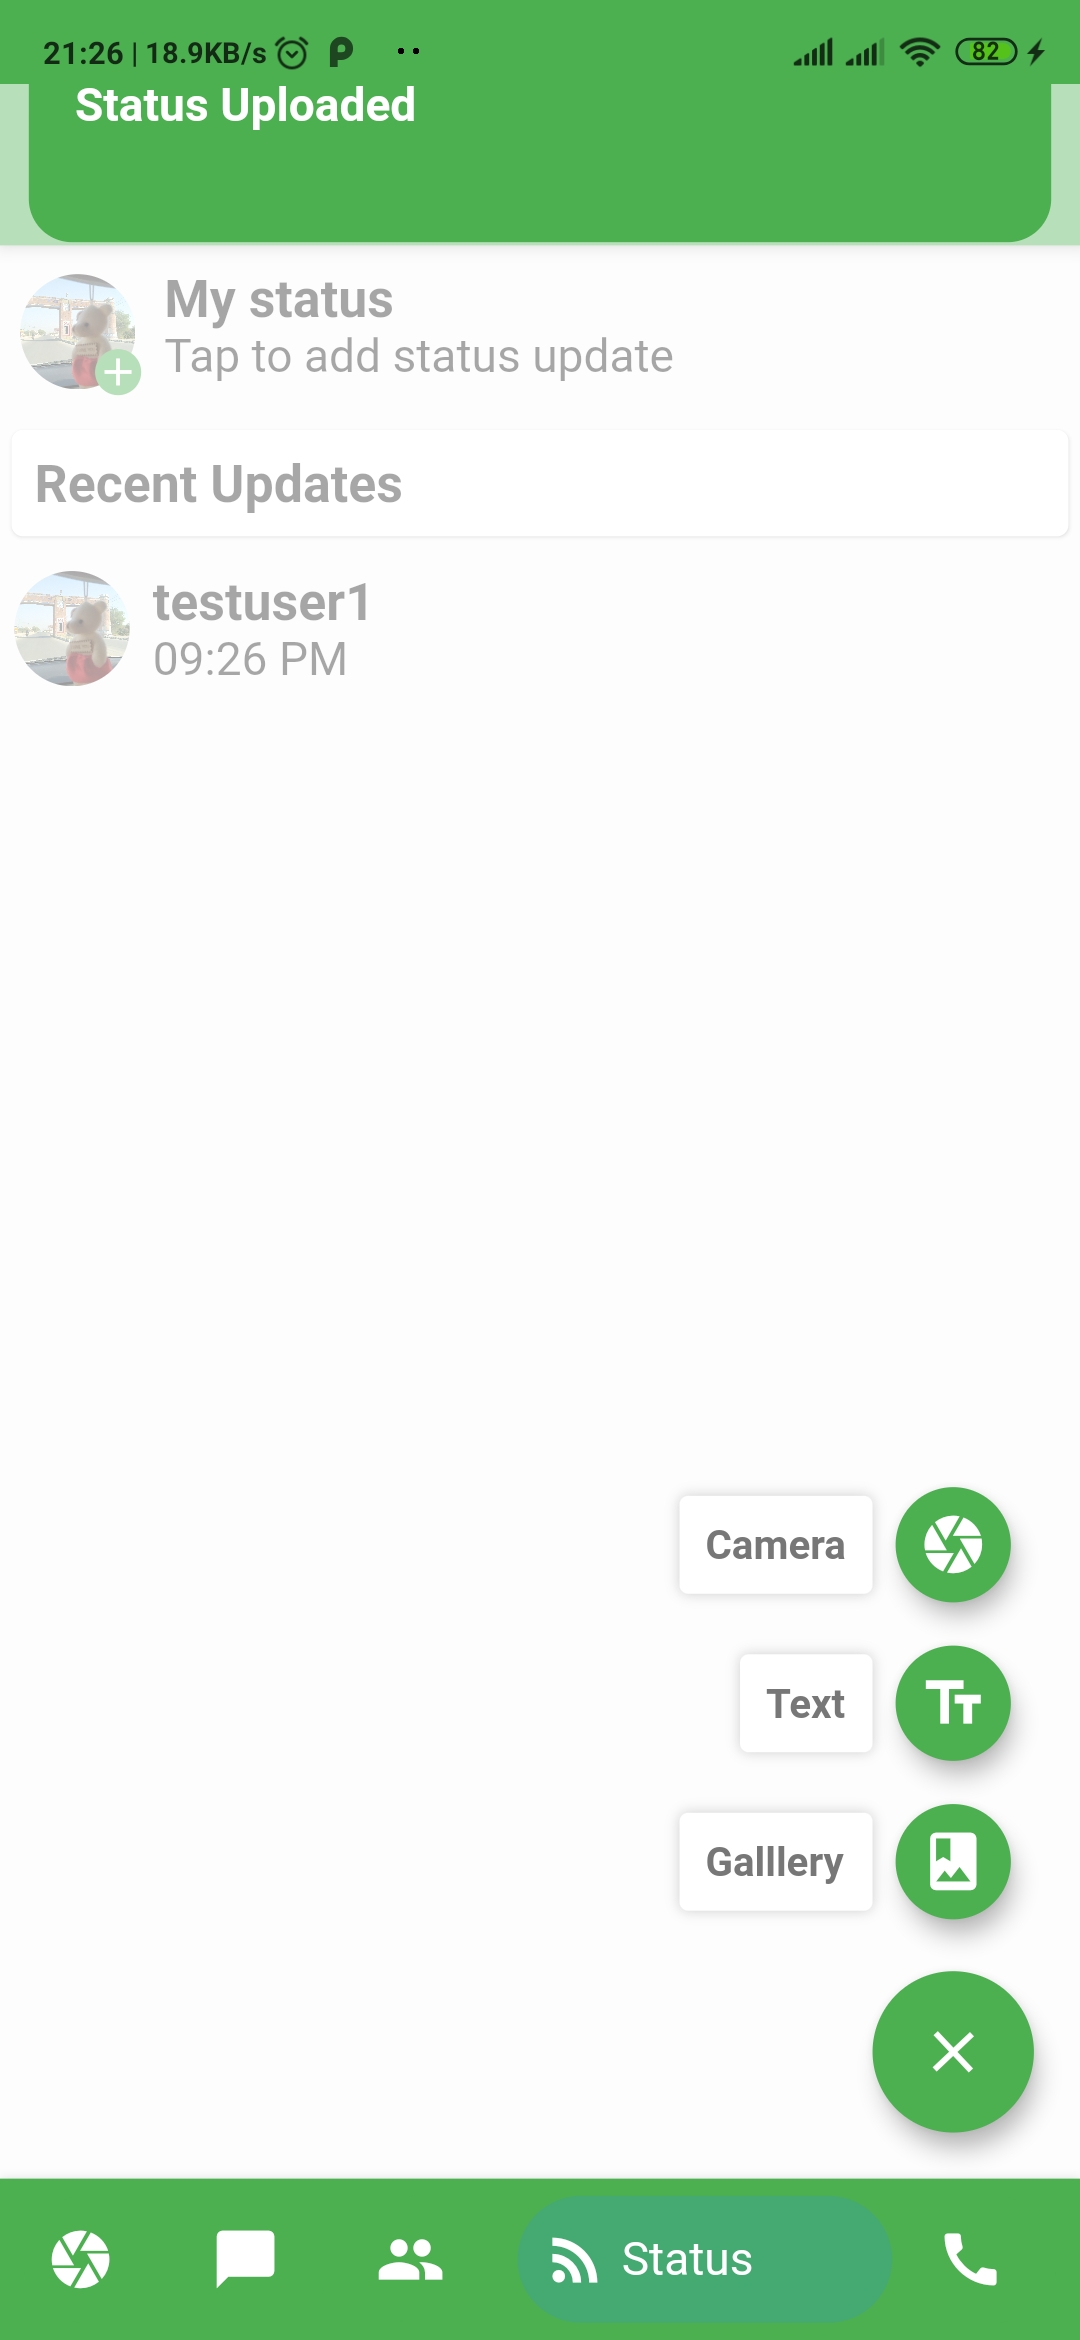 21:26 | 18.9KB/s
82
Status Uploaded
My status
Tap to add status update
Recent Updates
testuser1
09:26 PM
Camera
Text
Galllery
Status